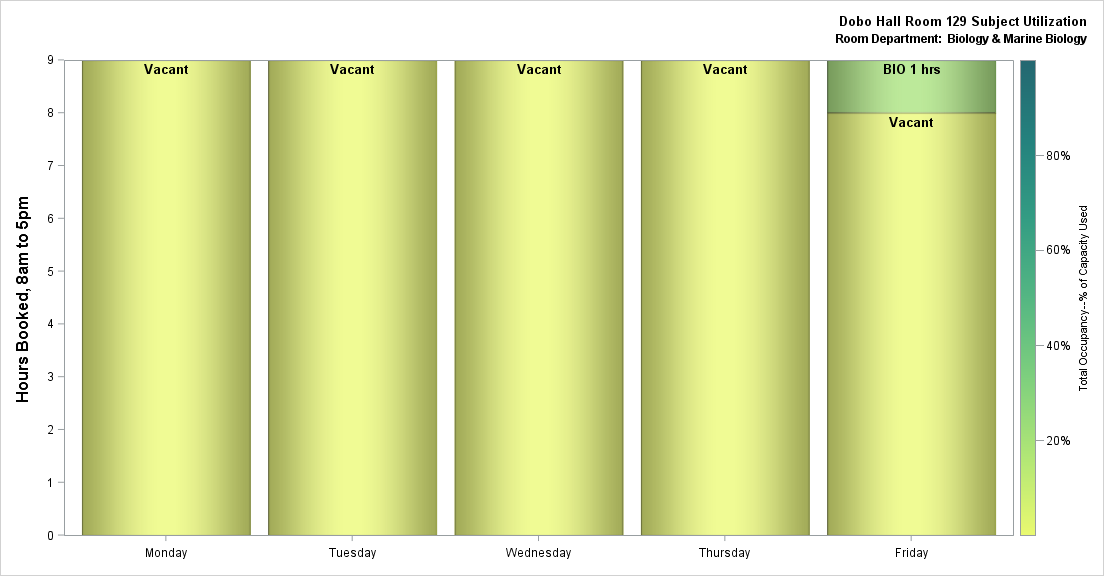 Dobo Hall Room 129 Subject Utilization
Room Department: Biology & Marine Biology
Hours Booked, 8am to 5pm
9
8
7
6
5
4
3
2
1
0
Vacant
Vacant
Vacant
Vacant
BIO 1 hrs
Vacant
Monday
Tuesday
Wednesday
Thursday
Friday
80%
60%
40%
20%
Total Occupancy--% of Capacity Used